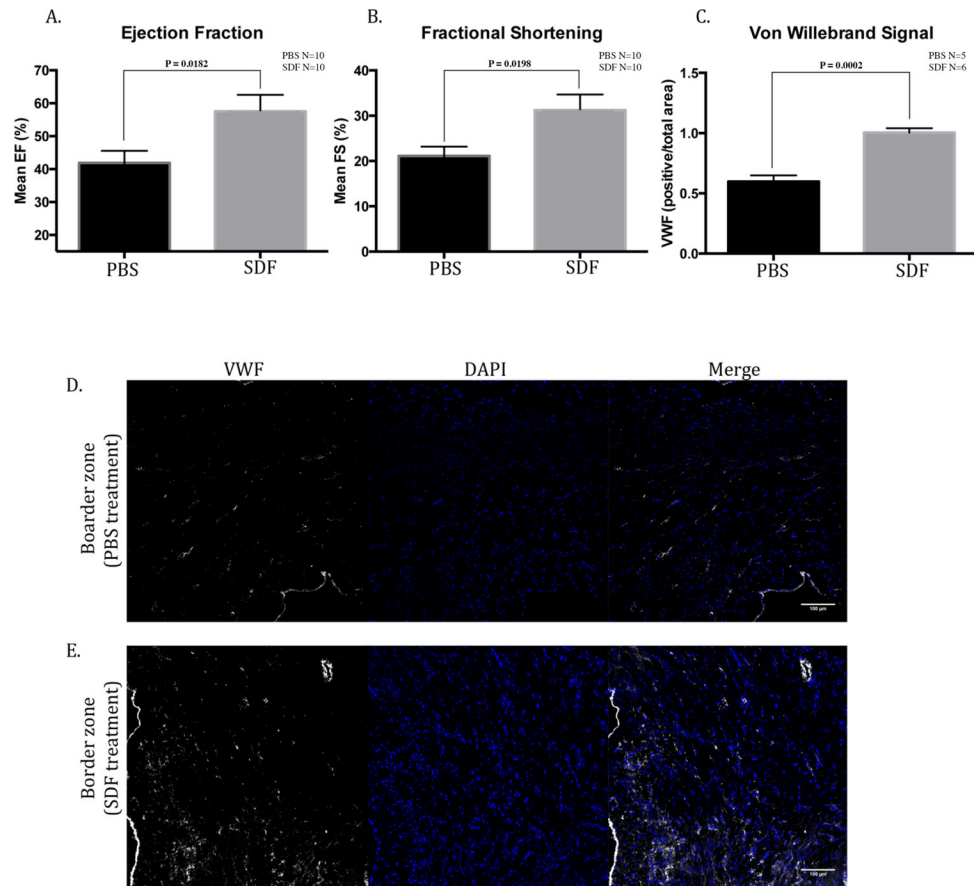 A.
Ejection Fraction
PBS N=10
SDF N=10
P = 0.0182
70
60
50
40
30
20
Mean EF (%)
PBS SDF
B.
Fractional Shortening
PBS N=10
SDF N=10
P = 0.0198
40
30
20
10
0
Mean FS (%)
PBS SDF
C.
Von Willebrand Signal
PBS N=5
SDF N=6
P = 0.0002
1.5
1.0
0.5
0.0
VWF (positive/total area)
PBS SDF
VWF DAPI Merge
D.
Boarder zone
(PBS treatment)
100 μm
E.
Border zone
(SDF treatment)
100 μm